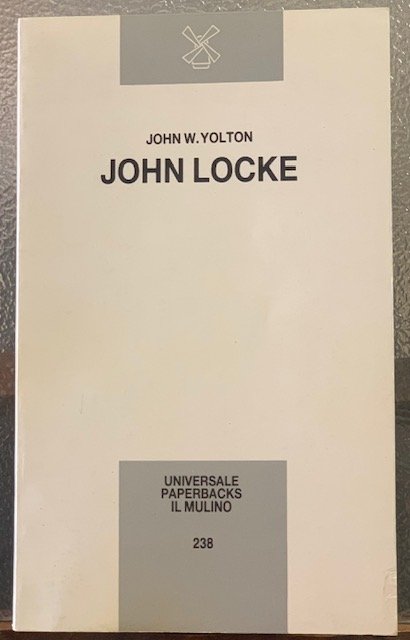 JOHN W. YOLTON
JOHN LOCKE
UNIVERSALE
PAPERBACKS
IL MULINO
238